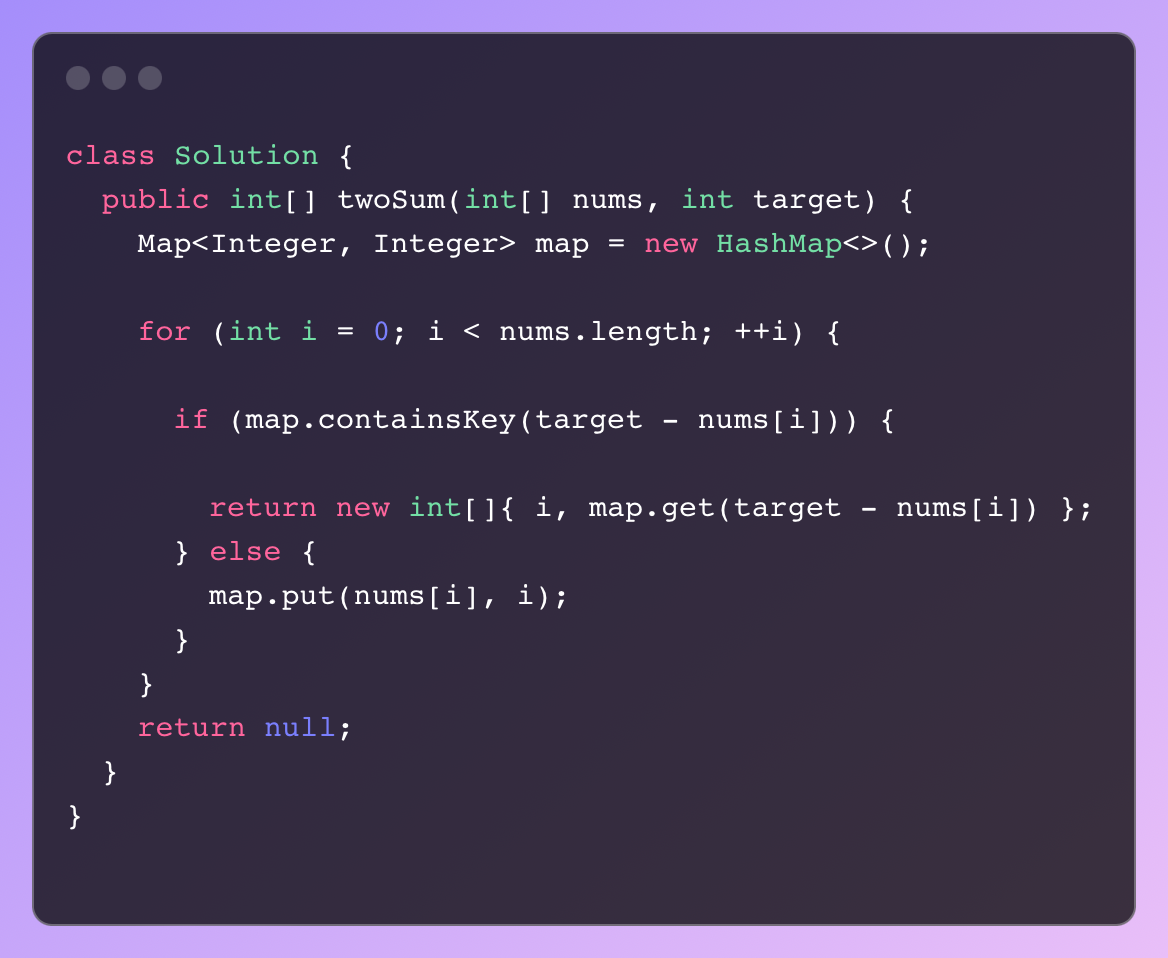 class Solution {
  public int[] twoSum(int[] nums, int target) {
    Map<Integer, Integer> map = new HashMap<>();

    for (int i = 0; i < nums.length; ++i) {

      if (map.containsKey(target - nums[i])) {

        return new int[]{ i, map.get(target - nums[i]) };
      } else {
        map.put(nums[i], i);
      }
    }
    return null;
  }
}